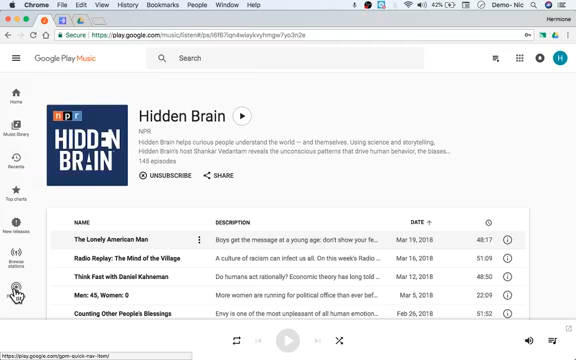 Chrome File Edit View History Bookmarks People Window Help
42% Demo- Nic
Hermione
Secure https://play.google.com/music/listen#/ps/
Google Play Music
Search
H
Home
Music library
Recents
Top charts
New releases
Browse stations
npr
HIDDEN
BRAIN
Hidden Brain
NPR
Hidden Brain helps curious people understand the world — and themselves. Using science and storytelling,
Hidden Brain's host Shankar Vedantam reveals the unconscious patterns that drive human behavior, the biase...
145 episodes
UNSUBSCRIBE SHARE
NAME DESCRIPTION DATE
The Lonely American Man Boys get the message at a young age: don't show your fe... Mar 19, 2018 48:17
Radio Replay: The Mind of the Village A culture of racism can infect us all. On this week's Radio... Mar 16, 2018 51:09
Think Fast with Daniel Kahneman Do humans act rationally? Economic theory has long told ... Mar 12, 2018 48:50
Men: 45, Women: 0 More women are running for political office than ever bef... Mar 5, 2018 22:09
Counting Other People's Blessings Envy is one of the most unpleasant of all human emotion... Feb 26, 2018 51:52
https://play.google.com/gpm-quick-nav-item/